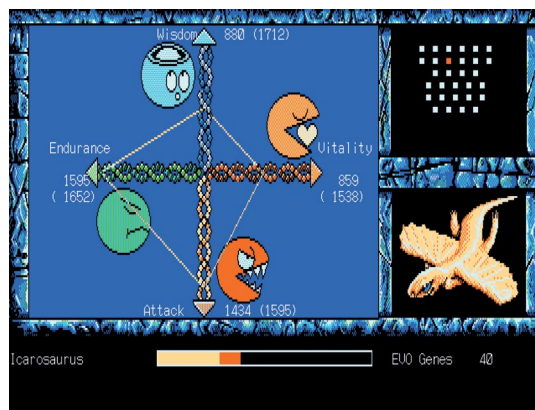 Wisdom 880 (1712)
Endurance
Vitality
1595
( 1652)
859
( 1538)
Attack 1434 (1595)
Icarosaurus
EVO Genes 40